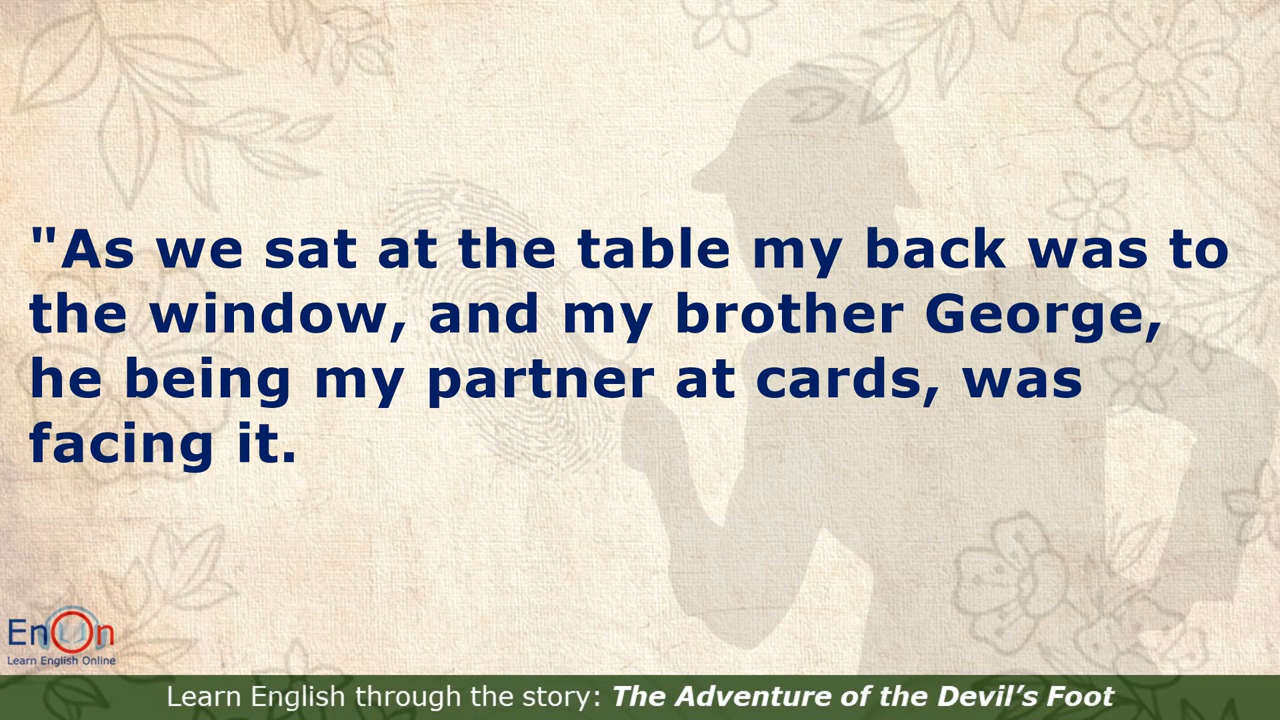 "As we sat at the table my back was to
the window, and my brother George,
he being my partner at cards, was
facing it.
EnOn
Learn English Online
Learn English through the story: The Adventure of the Devil’s Foot